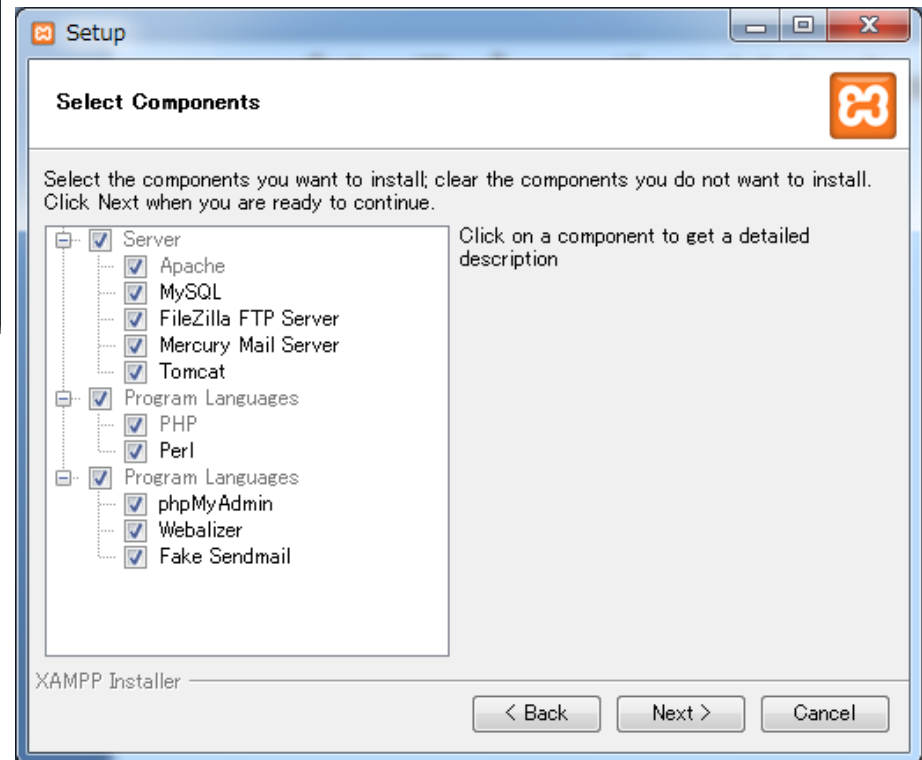 Setup
Select Components
Select the components you want to install; clear the components you do not want to install.
Click Next when you are ready to continue.
Server
Apache
MySQL
FileZilla FTP Server
Mercury Mail Server
Tomcat
Program Languages
PHP
Perl
Program Languages
phpMyAdmin
Webalizer
Fake Sendmail
Click on a component to get a detailed
description
XAMPP Installer
< Back
Next >
Cancel